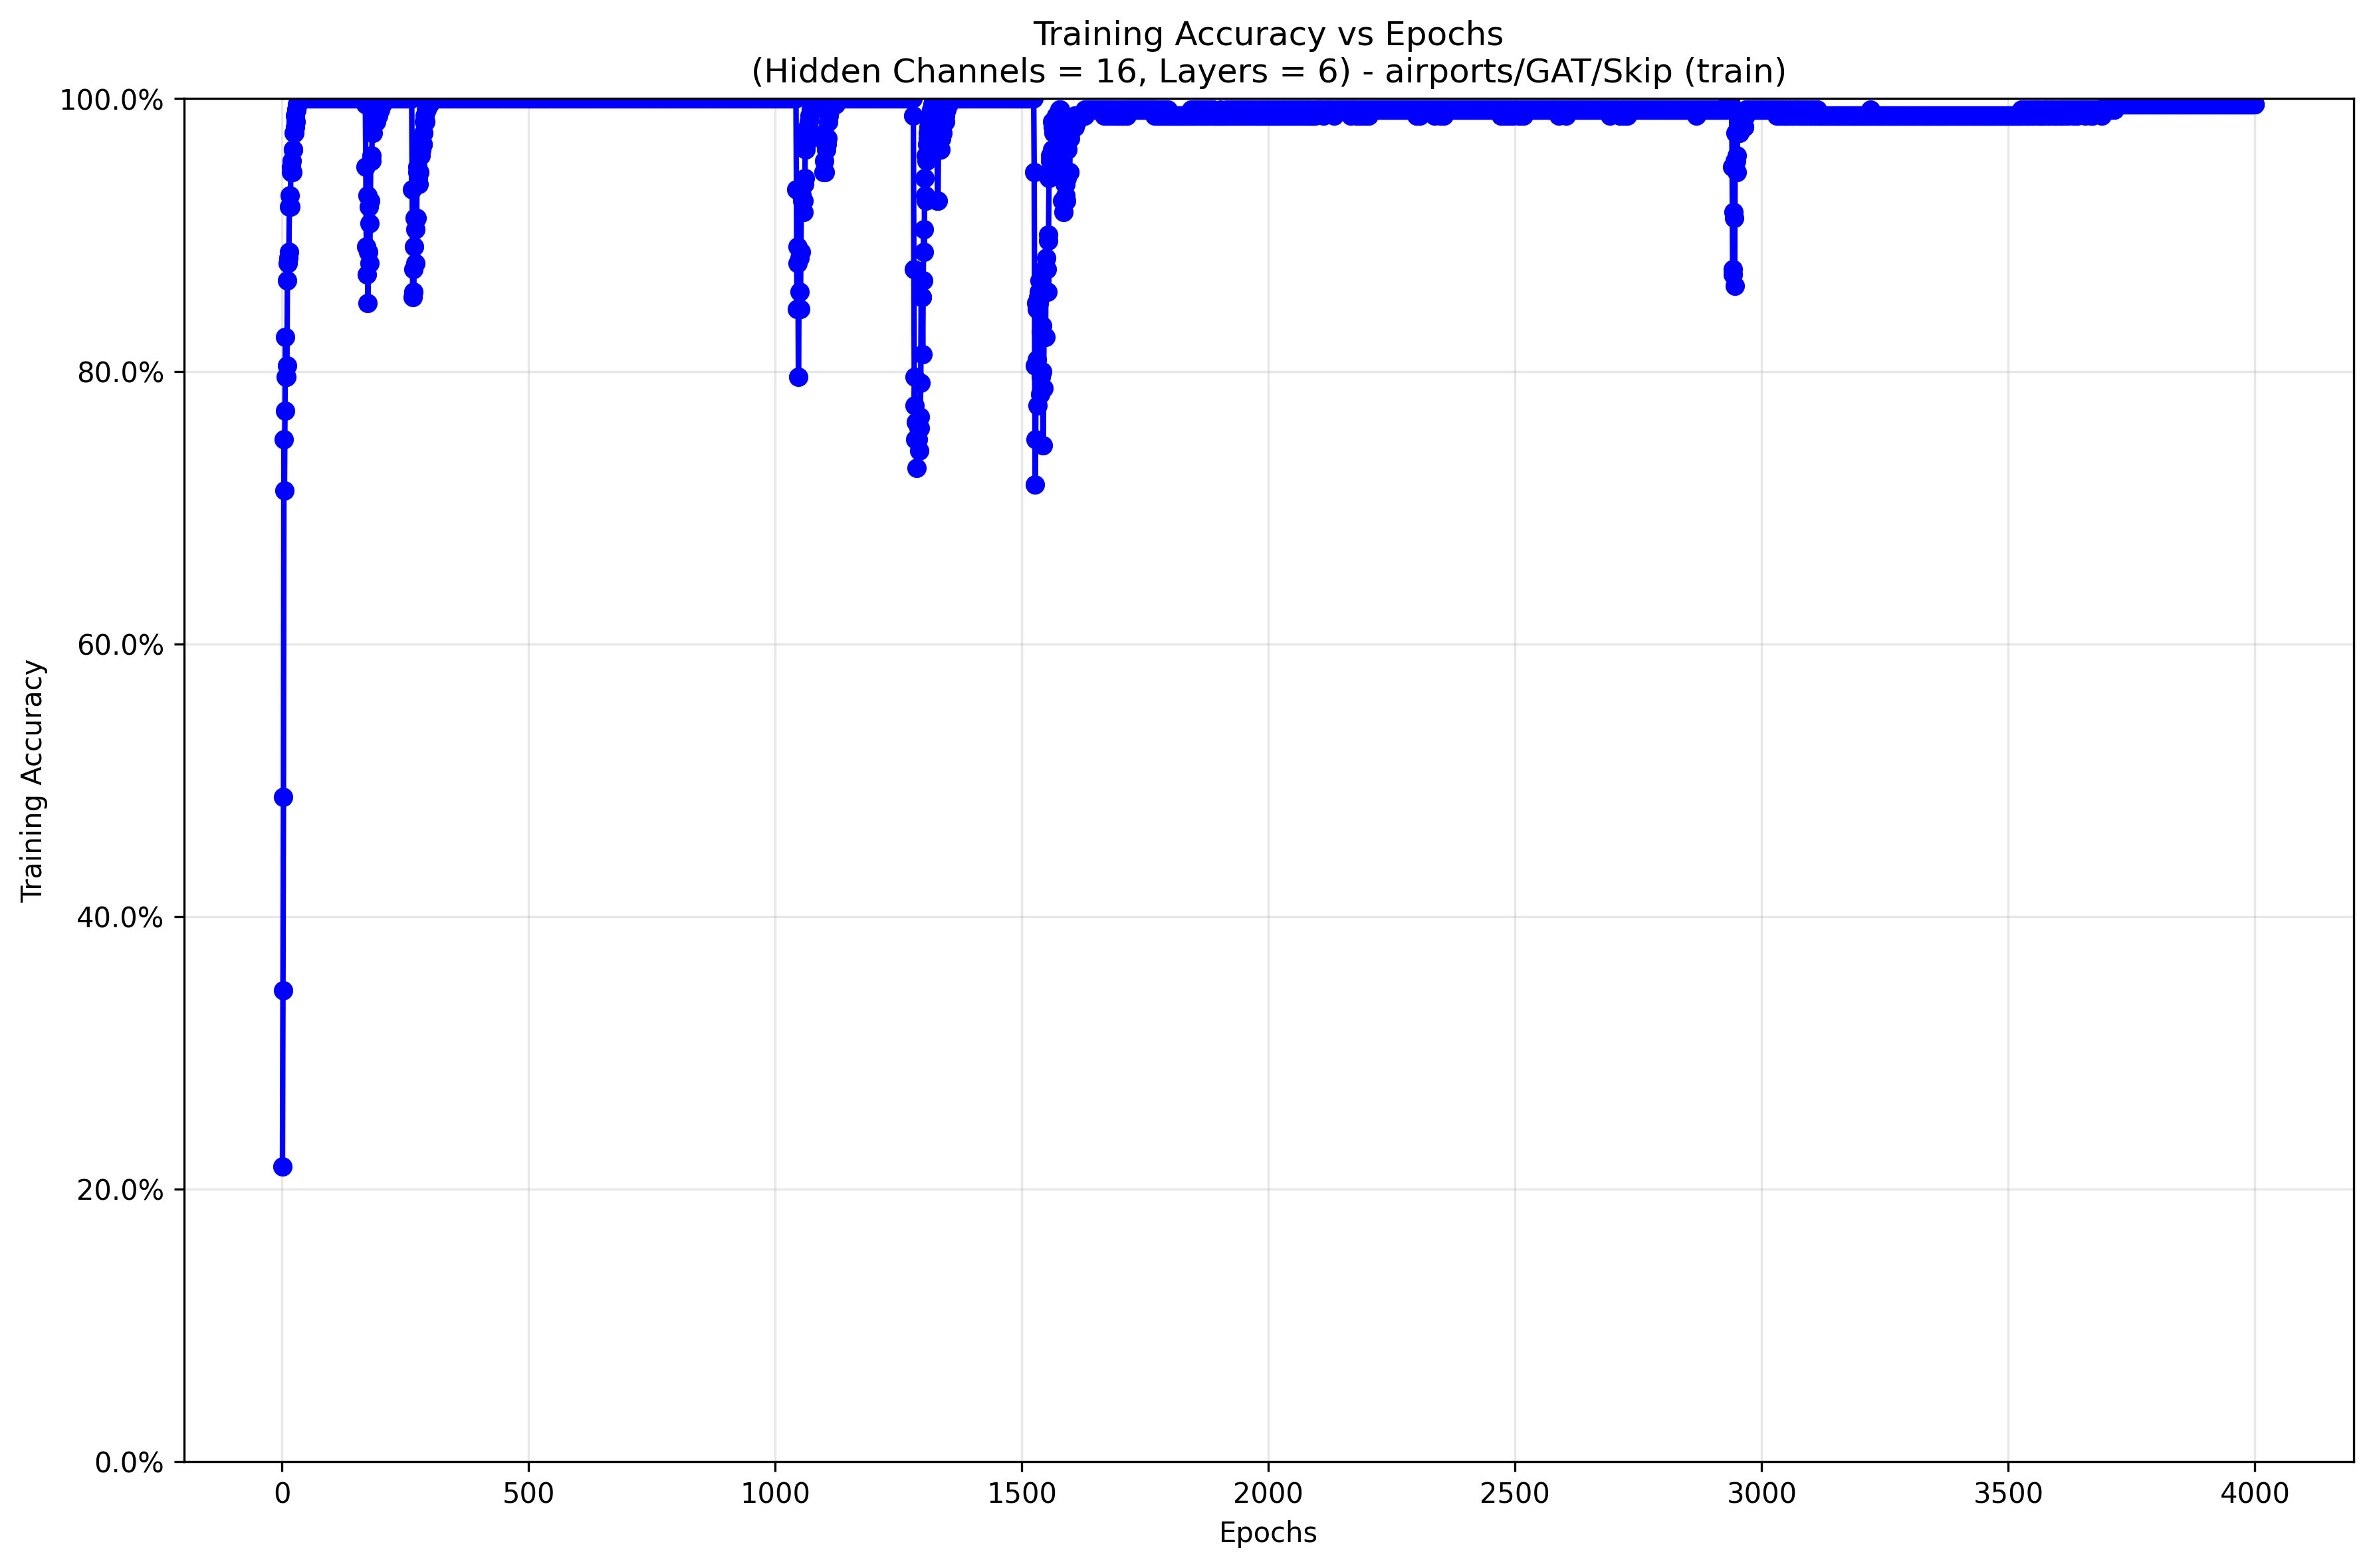 Training Accuracy vs Epochs
(Hidden Channels = 16, Layers = 6) - airports/GAT/Skip (train)
Training Accuracy
100.0%
80.0%
60.0%
40.0%
20.0%
0.0%
0 500 1000 1500 2000 2500 3000 3500 4000
Epochs